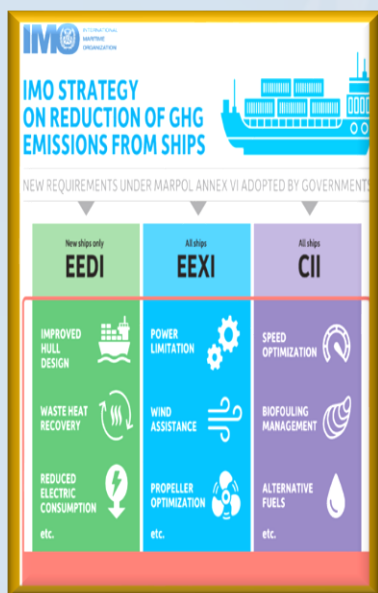 IMO
INTERNATIONAL
MARITIME
ORGANIZATION
IMO STRATEGY
ON REDUCTION OF GHG
EMISSIONS FROM SHIPS
NEW REQUIREMENTS UNDER MARPOL ANNEX VI ADOPTED BY GOVERNMENTS
New ships only
EEDI
IMPROVED
HULL
DESIGN
WASTE HEAT
RECOVERY
REDUCED
ELECTRIC
CONSUMPTION
etc.
All ships
EEXI
POWER
LIMITATION
WIND
ASSISTANCE
PROPELLER
OPTIMIZATION
etc.
All ships
CII
SPEED
OPTIMIZATION
BIOFOULING
MANAGEMENT
ALTERNATIVE
FUELS
etc.